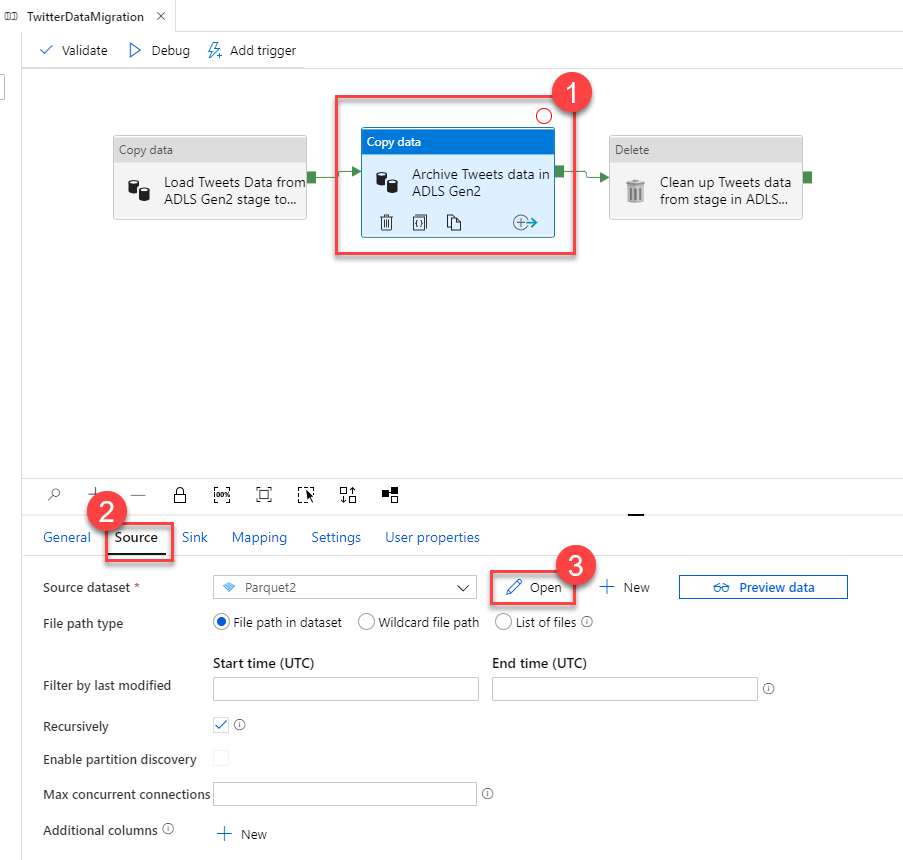 TwitterDataMigration
Validate Debug Add trigger
1
Copy data
Load Tweets Data from
ADLS Gen2 stage to...
Copy data
Archive Tweets data in
ADLS Gen2
Delete
Clean up Tweets data
from stage in ADLS...
100%
2
General Source Sink Mapping Settings User properties
3
Source dataset * Parquet2 Open New Preview data
File path type File path in dataset Wildcard file path List of files
Start time (UTC) End time (UTC)
Filter by last modified
Recursively
Enable partition discovery
Max concurrent connections
Additional columns New